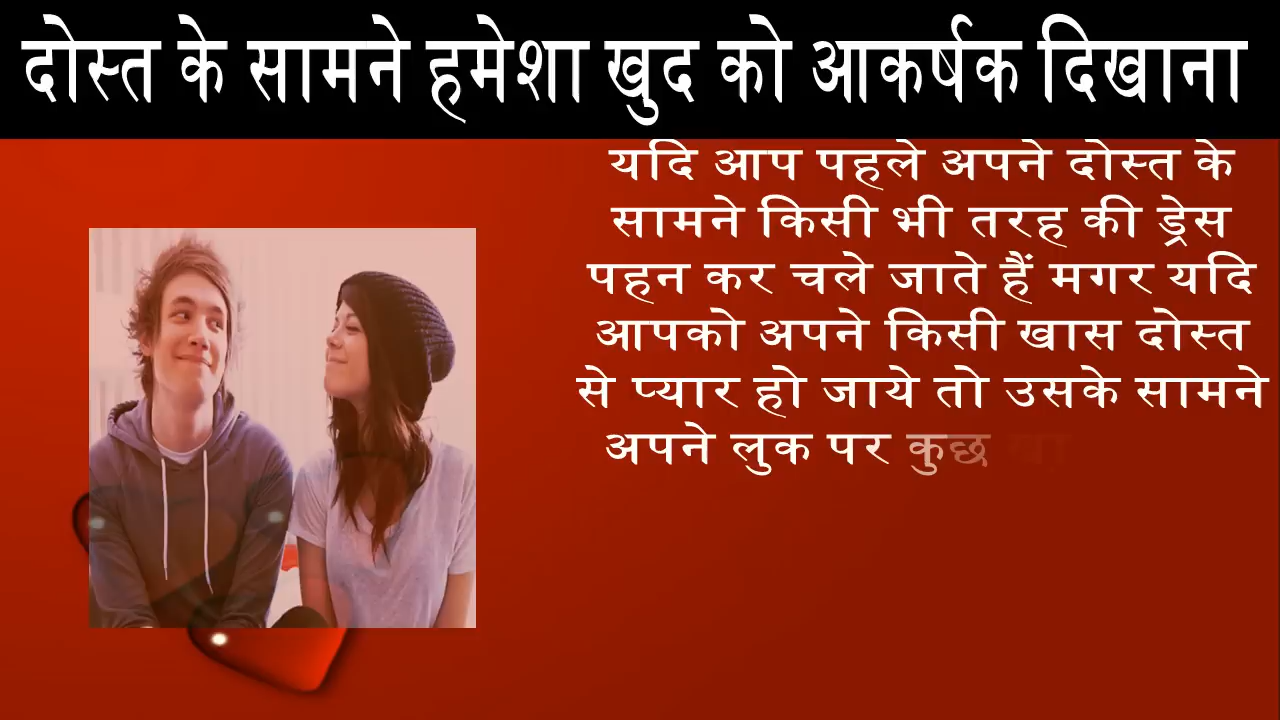 दोस्त के सामने हमेशा खुद को आकर्षक दिखाना
यदि आप पहले अपने दोस्त के
सामने किसी भी तरह की ड्रेस
पहन कर चले जाते हैं मगर यदि
आपको अपने किसी खास दोस्त
से प्यार हो जाये तो उसके सामने
अपने लुक पर कुछ